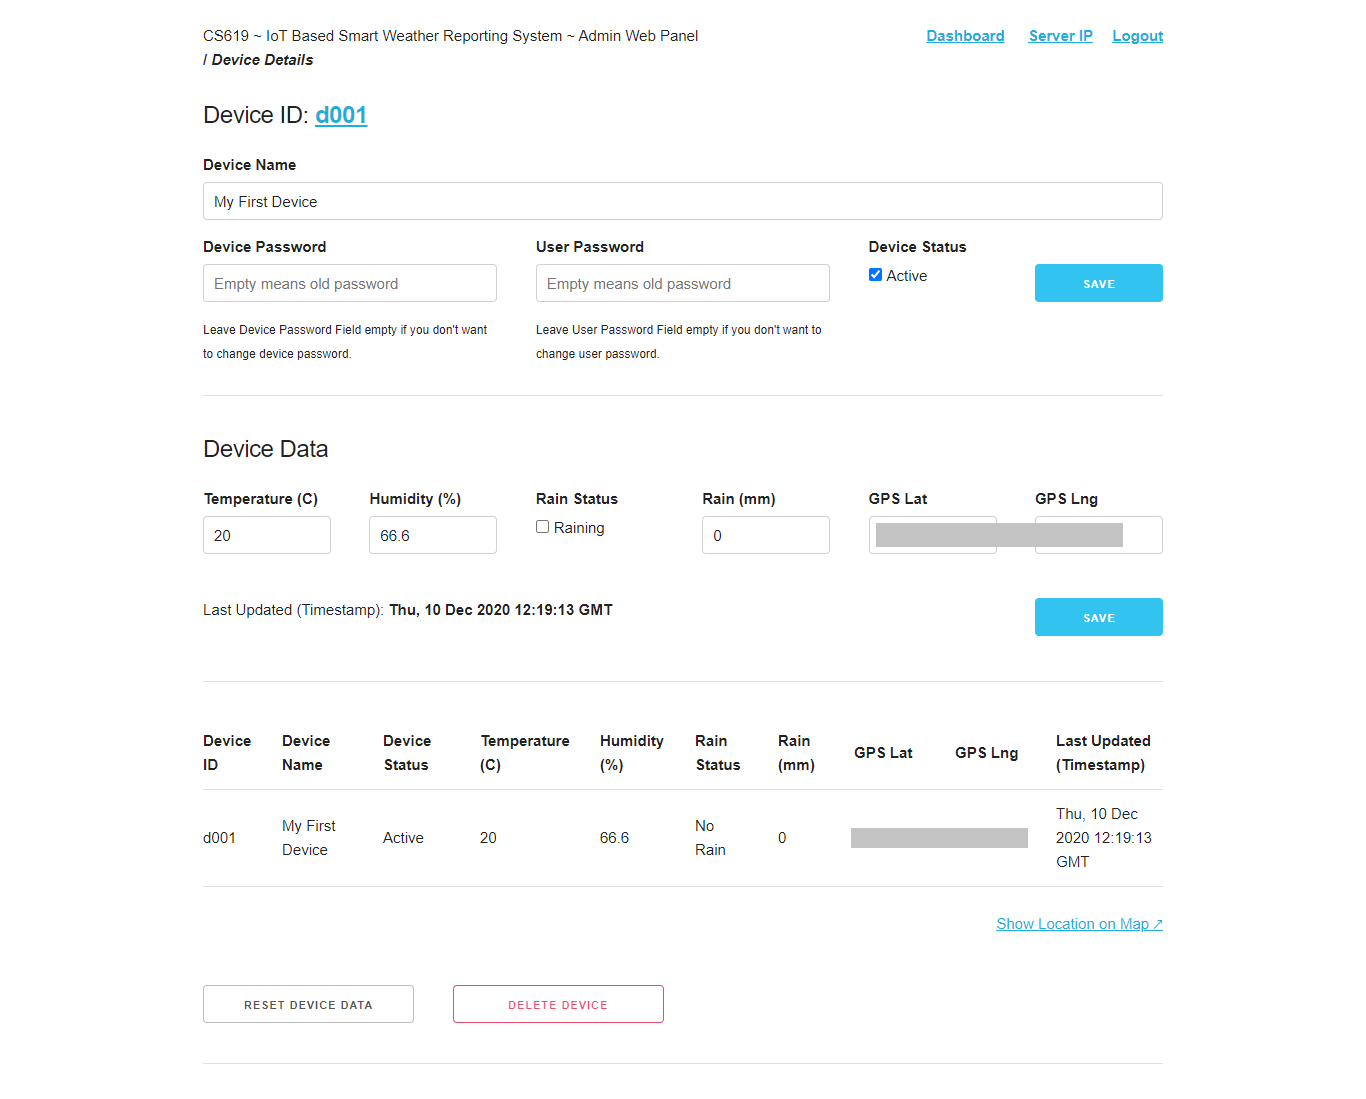 CS619 ~ IoT Based Smart Weather Reporting System ~ Admin Web Panel
/ Device Details
Dashboard Server IP Logout
Device ID: d001
Device Name
My First Device
Device Password User Password Device Status
Empty means old password Empty means old password Active SAVE
Leave Device Password Field empty if you don't want
to change device password.
Leave User Password Field empty if you don't want to
change user password.
Device Data
Temperature (C) Humidity (%) Rain Status Rain (mm) GPS Lat GPS Lng
20 66.6 Raining 0
Last Updated (Timestamp): Thu, 10 Dec 2020 12:19:13 GMT SAVE
Device
ID
Device
Name
Device
Status
Temperature
(C)
Humidity
(%)
Rain
Status
Rain
(mm)
GPS Lat
GPS Lng
Last Updated
(Timestamp)
d001
My First
Device
Active
20
66.6
No
Rain
0
Thu, 10 Dec
2020 12:19:13
GMT
Show Location on Map ↗
RESET DEVICE DATA DELETE DEVICE